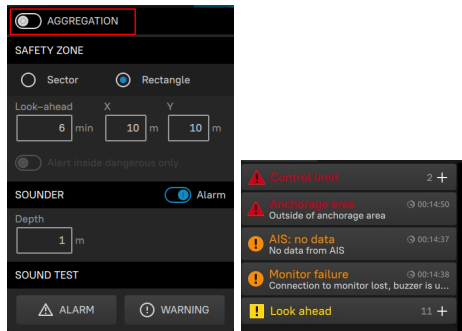 AGGREGATION
SAFETY ZONE
Sector Rectangle
Look-ahead X Y
6 min 10 m 10 m
Alert inside dangerous only
SOUNDER Alarm
Depth
1 m
SOUND TEST
ALARM WARNING
Control limit 2 +
Anchorage area 00:14:50
Outside of anchorage area
AIS: no data 00:14:37
No data from AIS
Monitor failure 00:14:38
Connection to monitor lost, buzzer is u...
Look ahead 11 +